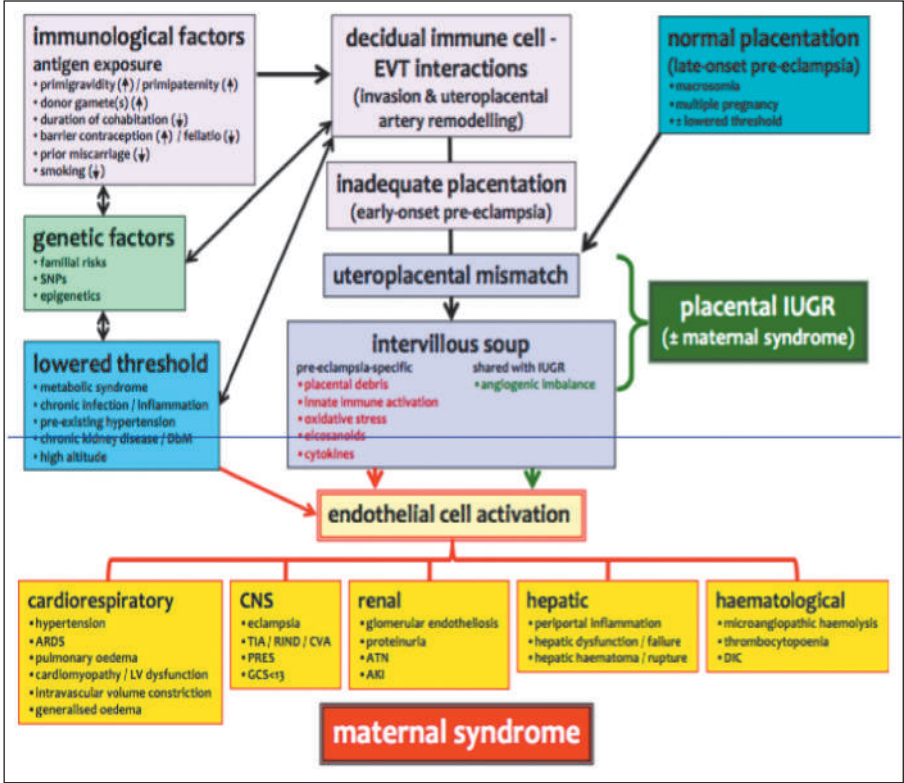 immunological factors
antigen exposure
• primigravidity (↑) / primipaternity (↑)
• donor gamete(s) (↑)
• duration of cohabitation (↓)
• barrier contraception (↑) / fellatio (↓)
• prior miscarriage (↓)
• smoking (↓)
decidual immune cell -
EVT interactions
(invasion & uteroplacental
artery remodelling)
normal placentation
(late-onset pre-eclampsia)
• macrosomia
• multiple pregnancy
• ± lowered threshold
inadequate placentation
(early-onset pre-eclampsia)
genetic factors
• familial risks
• SNPs
• epigenetics
uteroplacental mismatch
placental IUGR
(± maternal syndrome)
lowered threshold
• metabolic syndrome
• chronic infection / inflammation
• pre-existing hypertension
• chronic kidney disease / DbM
• high altitude
intervillous soup
pre-eclampsia-specific
• placental debris
• innate immune activation
• oxidative stress
• eicosanoids
• cytokines
shared with IUGR
• angiogenic imbalance
endothelial cell activation
cardiorespiratory
• hypertension
• ARDS
• pulmonary oedema
• cardiomyopathy / LV dysfunction
• intravascular volume constriction
• generalised oedema
CNS
• eclampsia
• TIA / RIND / CVA
• PRES
• GCS<13
renal
• glomerular endotheliosis
• proteinuria
• ATN
• AKI
hepatic
• periportal inflammation
• hepatic dysfunction / failure
• hepatic haematoma / rupture
haematological
• microangiopathic haemolysis
• thrombocytopoenia
• DIC
maternal syndrome